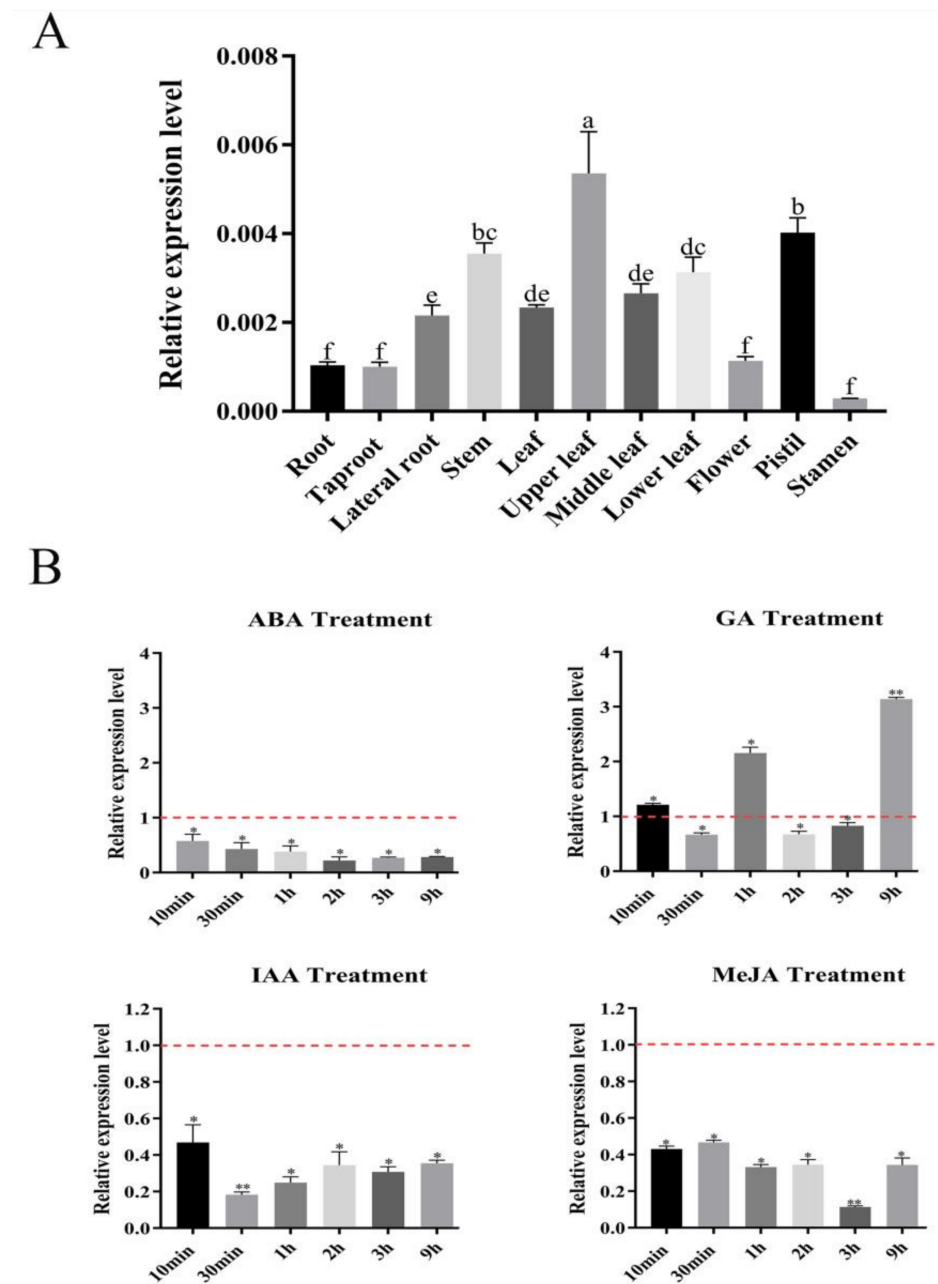 A
Relative expression level
0.008
0.006
0.004
0.002
0.000
f
f
e
bc
de
a
de
dc
f
b
f
Root
Taproot
Lateral root
Stem
Leaf
Upper leaf
Middle leaf
Lower leaf
Flower
Pistil
Stamen
B
ABA Treatment
Relative expression level
4
3
2
1
0
*
*
*
*
*
*
10min
30min
1h
2h
3h
9h
GA Treatment
Relative expression level
4
3
2
1
0
*
*
*
*
*
**
10min
30min
1h
2h
3h
9h
IAA Treatment
Relative expression level
1.2
1.0
0.8
0.6
0.4
0.2
0.0
*
**
*
*
*
*
10min
30min
1h
2h
3h
9h
MeJA Treatment
Relative expression level
1.2
1.0
0.8
0.6
0.4
0.2
0.0
*
*
*
*
**
*
10min
30min
1h
2h
3h
9h